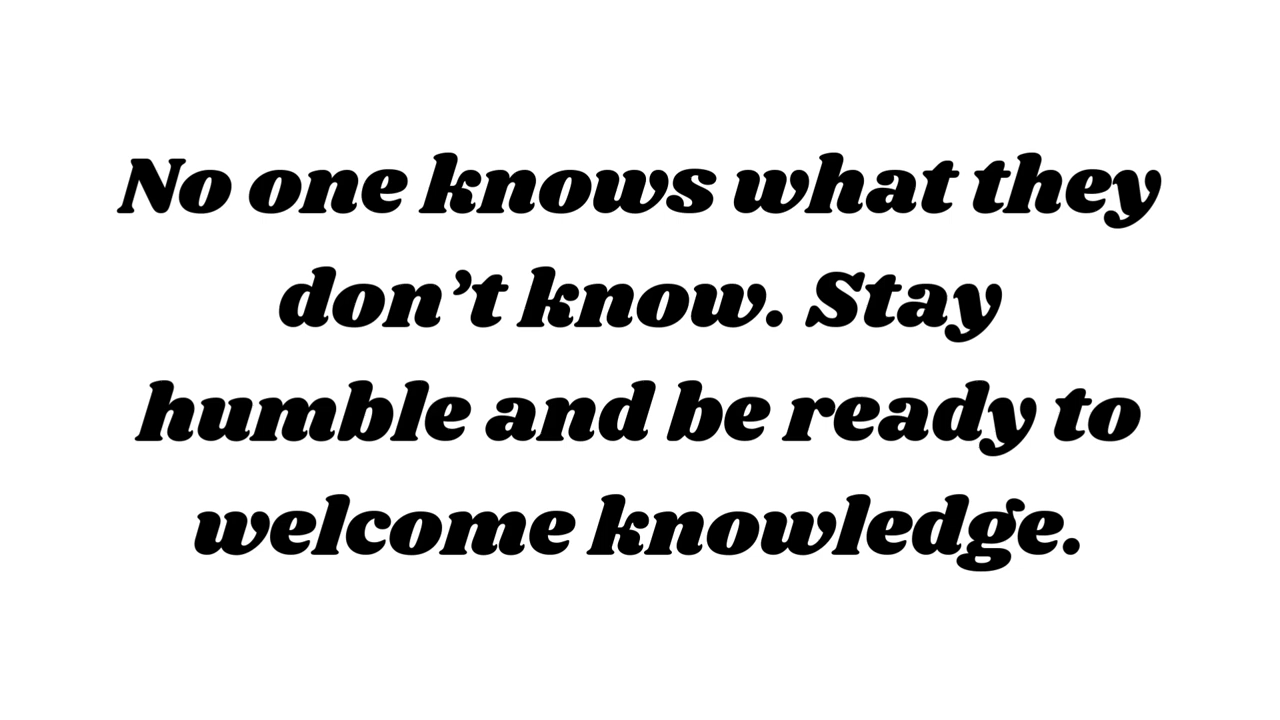 No one knows what they
don’t know. Stay
humble and be ready to
welcome knowledge.